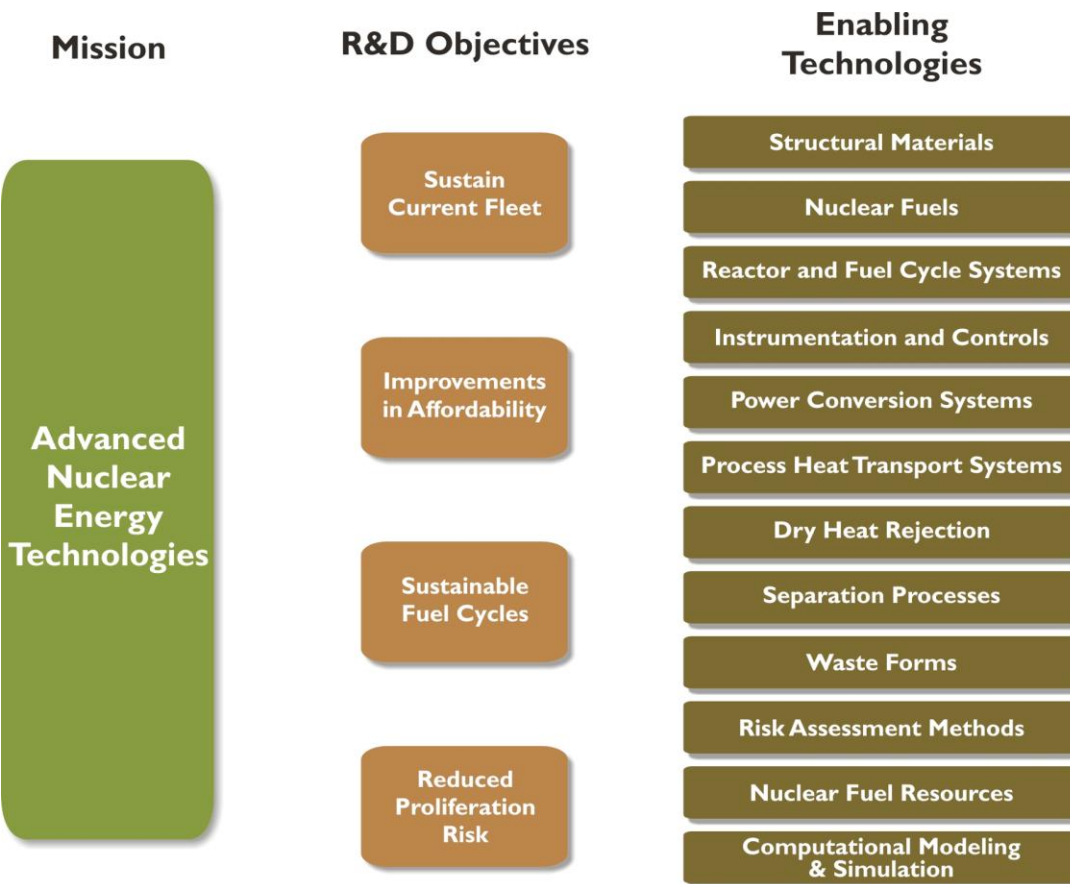 Mission
R&D Objectives
Enabling
Technologies
Advanced
Nuclear
Energy
Technologies
Sustain
Current Fleet
Improvements
in Affordability
Sustainable
Fuel Cycles
Reduced
Proliferation
Risk
Structural Materials
Nuclear Fuels
Reactor and Fuel Cycle Systems
Instrumentation and Controls
Power Conversion Systems
Process Heat Transport Systems
Dry Heat Rejection
Separation Processes
Waste Forms
Risk Assessment Methods
Nuclear Fuel Resources
Computational Modeling
& Simulation